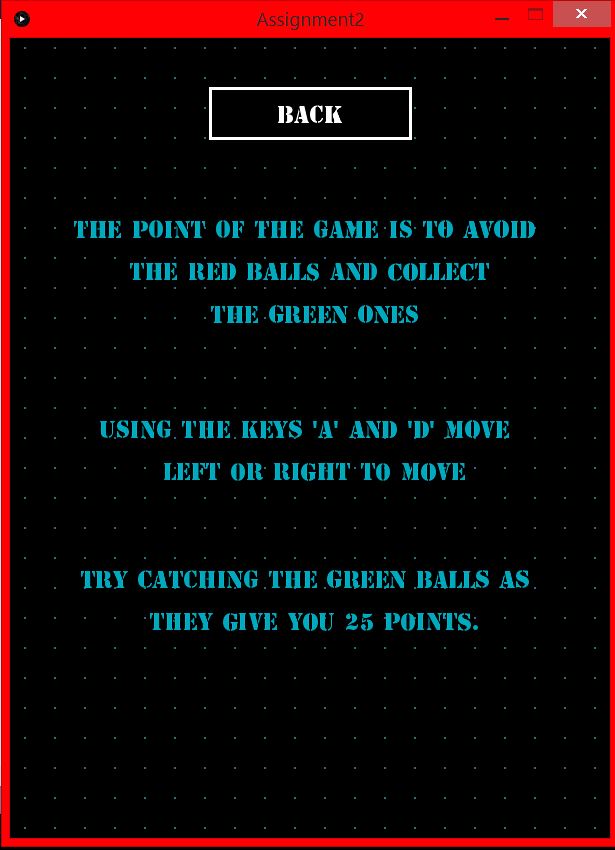 Assignment2
BACK
THE POINT OF THE GAME IS TO AVOID
THE RED BALLS AND COLLECT
THE GREEN ONES
USING THE KEYS 'A' AND 'D' MOVE
LEFT OR RIGHT TO MOVE
TRY CATCHING THE GREEN BALLS AS
THEY GIVE YOU 25 POINTS.